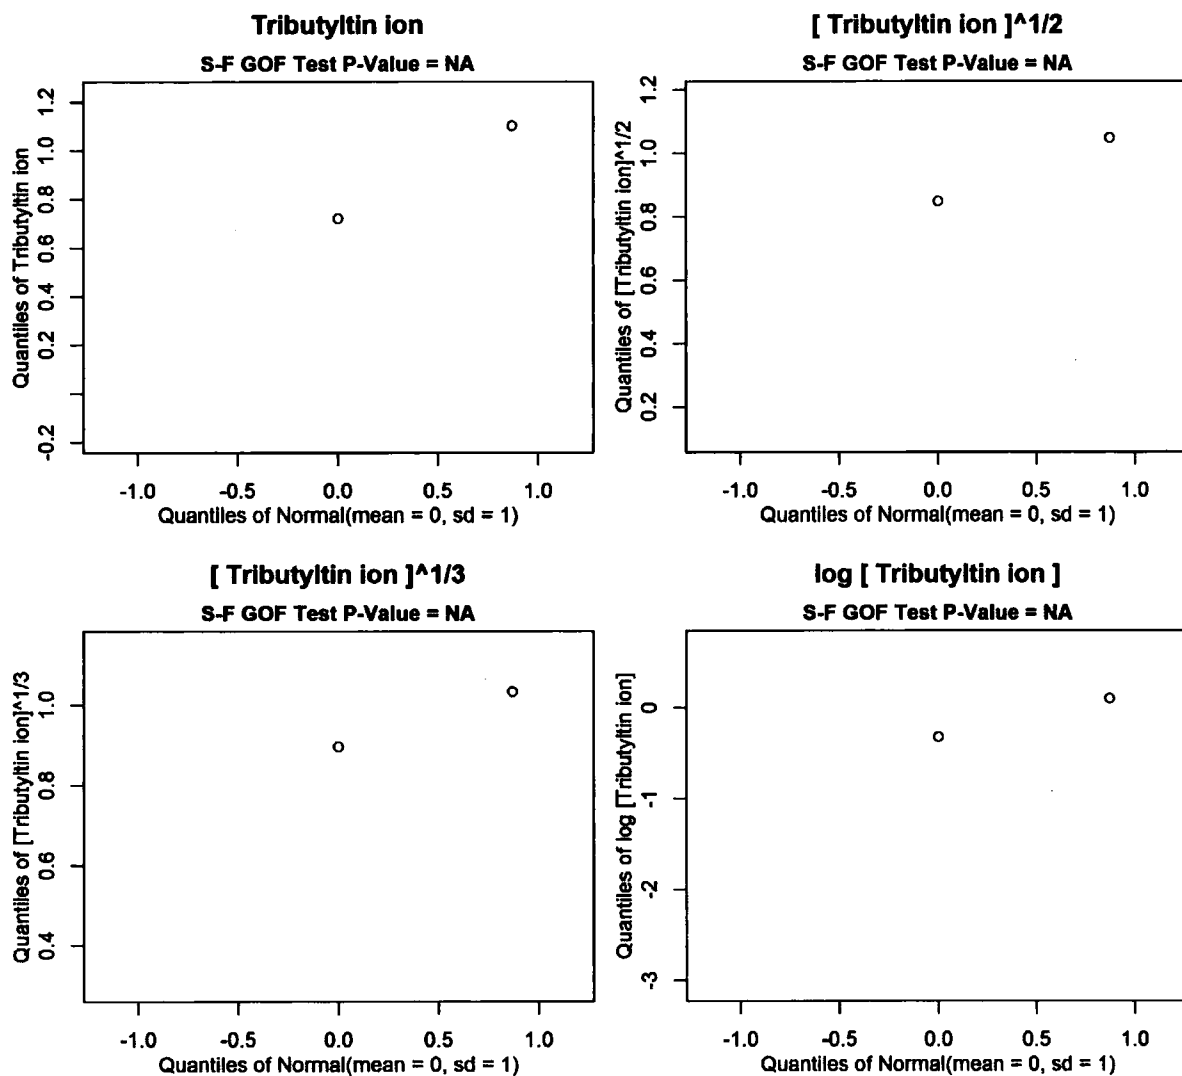 Tributyltin ion
S-F GOF Test P-Value = NA
Quantiles of Tributyltin ion
1.2
1.0
0.8
0.6
0.4
0.2
-0.2
-1.0 -0.5 0.0 0.5 1.0
Quantiles of Normal(mean = 0, sd = 1)
[ Tributyltin ion ]^1/2
S-F GOF Test P-Value = NA
Quantiles of [Tributyltin ion]^1/2
1.2
1.0
0.8
0.6
0.4
0.2
-1.0 -0.5 0.0 0.5 1.0
Quantiles of Normal(mean = 0, sd = 1)
[ Tributyltin ion ]^1/3
S-F GOF Test P-Value = NA
Quantiles of [Tributyltin ion]^1/3
1.0
0.8
0.6
0.4
-1.0 -0.5 0.0 0.5 1.0
Quantiles of Normal(mean = 0, sd = 1)
log [ Tributyltin ion ]
S-F GOF Test P-Value = NA
Quantiles of log [Tributyltin ion]
0
-1
-2
-3
-1.0 -0.5 0.0 0.5 1.0
Quantiles of Normal(mean = 0, sd = 1)